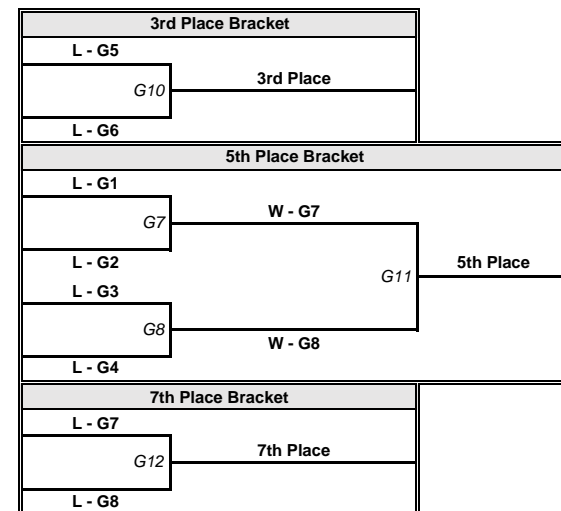 3rd Place Bracket
L - G5
G10
3rd Place
L - G6
5th Place Bracket
L - G1
G7
W - G7
L - G2
G11
5th Place
L - G3
G8
W - G8
L - G4
7th Place Bracket
L - G7
G12
7th Place
L - G8